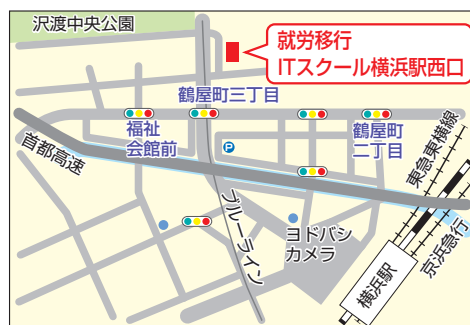 沢渡中央公園
就労移行
ITスクール横浜駅西口
鶴屋町三丁目
福祉
会館前
鶴屋町
二丁目
首都高速
P
東急東横線
ブルーライン
ヨドバシ
カメラ
横浜駅
京浜急行